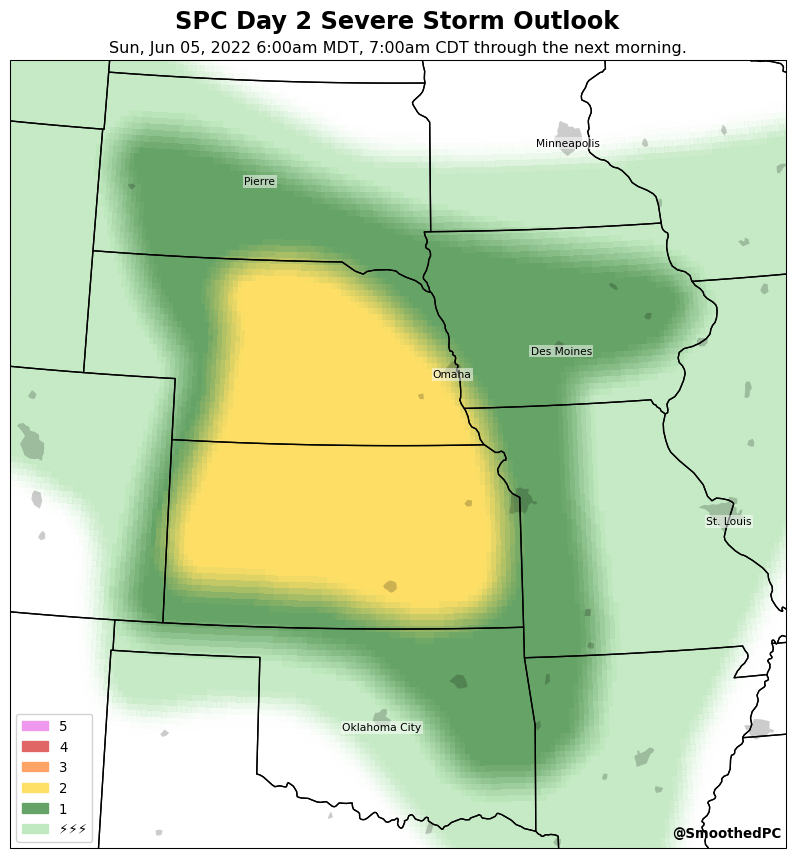 SPC Day 2 Severe Storm Outlook
Sun, Jun 05, 2022 6:00am MDT, 7:00am CDT through the next morning.
Minneapolis
Pierre
Des Moines
Omaha
St. Louis
Oklahoma City
5
4
3
2
1
⚡⚡⚡
@SmoothedPC